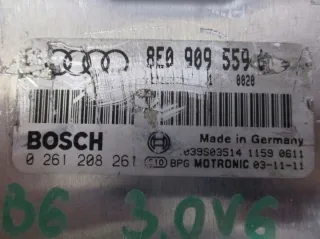 8E0 909 559
0020
BOSCH
Made in Germany
039S03514 1159 0611
0 261 208 261 BPG MOTRONIC 03-11-11
B6 3.0V6